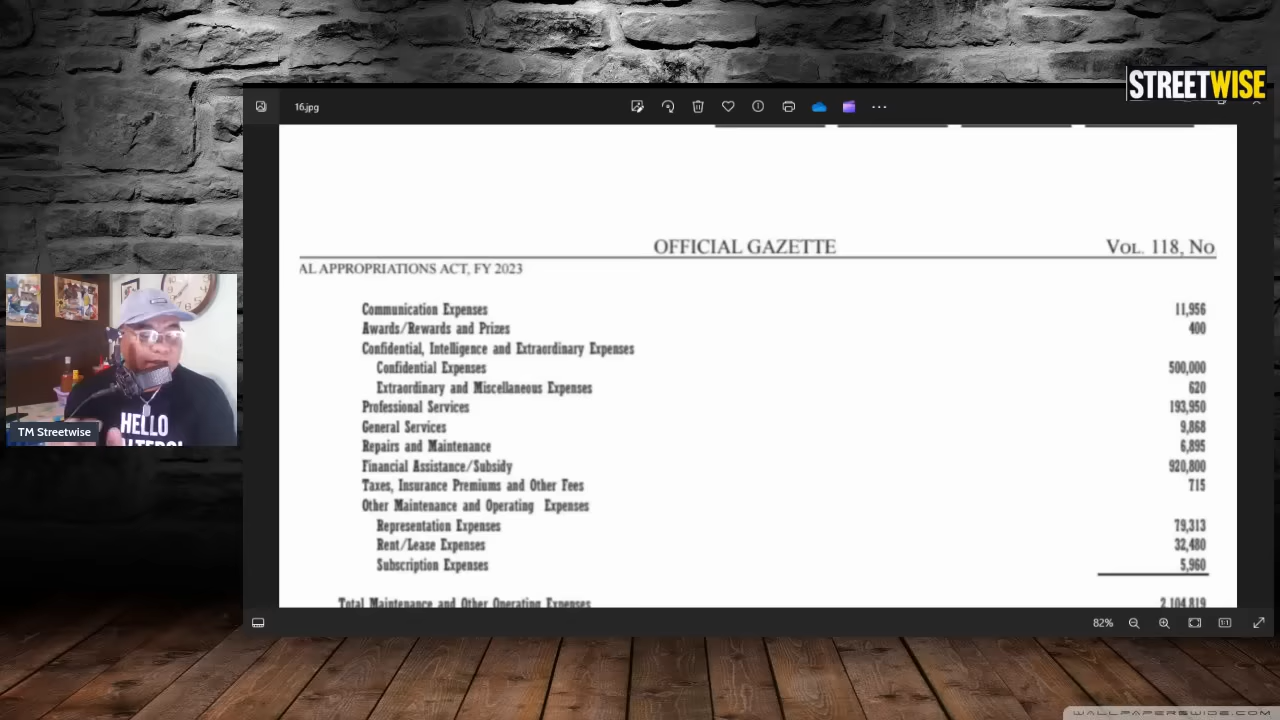 STREETWISE
16.jpg
OFFICIAL GAZETTE VOL. 118, NO
AL APPROPRIATIONS ACT, FY 2023
Communication Expenses 11,956
Awards/Rewards and Prizes 400
Confidential, Intelligence and Extraordinary Expenses
Confidential Expenses 500,000
Extraordinary and Miscellaneous Expenses 620
Professional Services 193,950
General Services 9,868
Repairs and Maintenance 6,895
Financial Assistance/Subsidy 920,800
Taxes, Insurance Premiums and Other Fees 715
Other Maintenance and Operating Expenses
Representation Expenses 79,313
Rent/Lease Expenses 32,480
Subscription Expenses 5,960
Total Maintenance and Other Operating Expenses 2,104,819
HELLO
TM Streetwise
82%
WALLPAPERSWIDE.COM